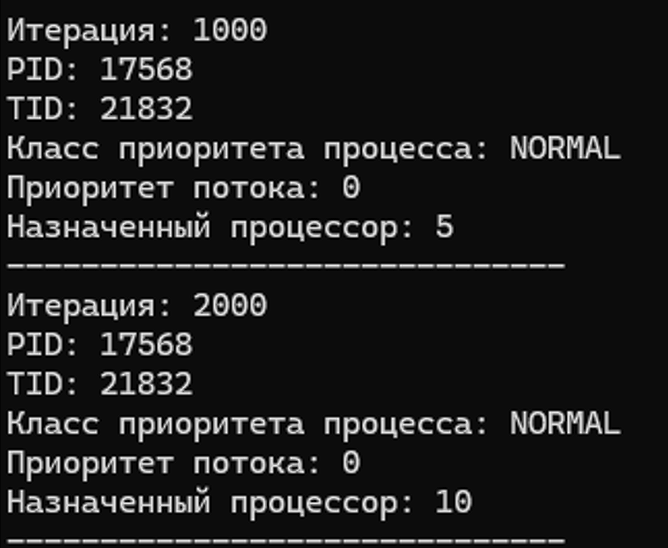 Итерация: 1000
PID: 17568
TID: 21832
Класс приоритета процесса: NORMAL
Приоритет потока: 0
Назначенный процессор: 5
------------------------------
Итерация: 2000
PID: 17568
TID: 21832
Класс приоритета процесса: NORMAL
Приоритет потока: 0
Назначенный процессор: 10
------------------------------